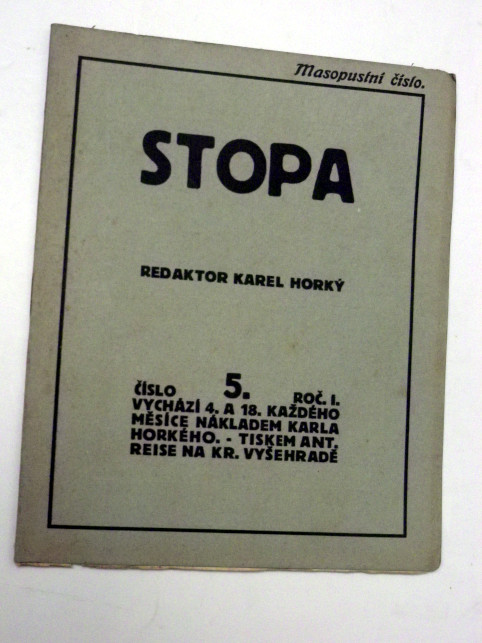 Masopustní číslo.
STOPA
REDAKTOR KAREL HORKÝ
ČÍSLO 5. ROČ. I.
VYCHÁZÍ 4. A 18. KAŽDÉHO
MĚSÍCE NÁKLADEM KARLA
HORKÉHO. - TISKEM ANT.
REISE NA KR. VYŠEHRADĚ